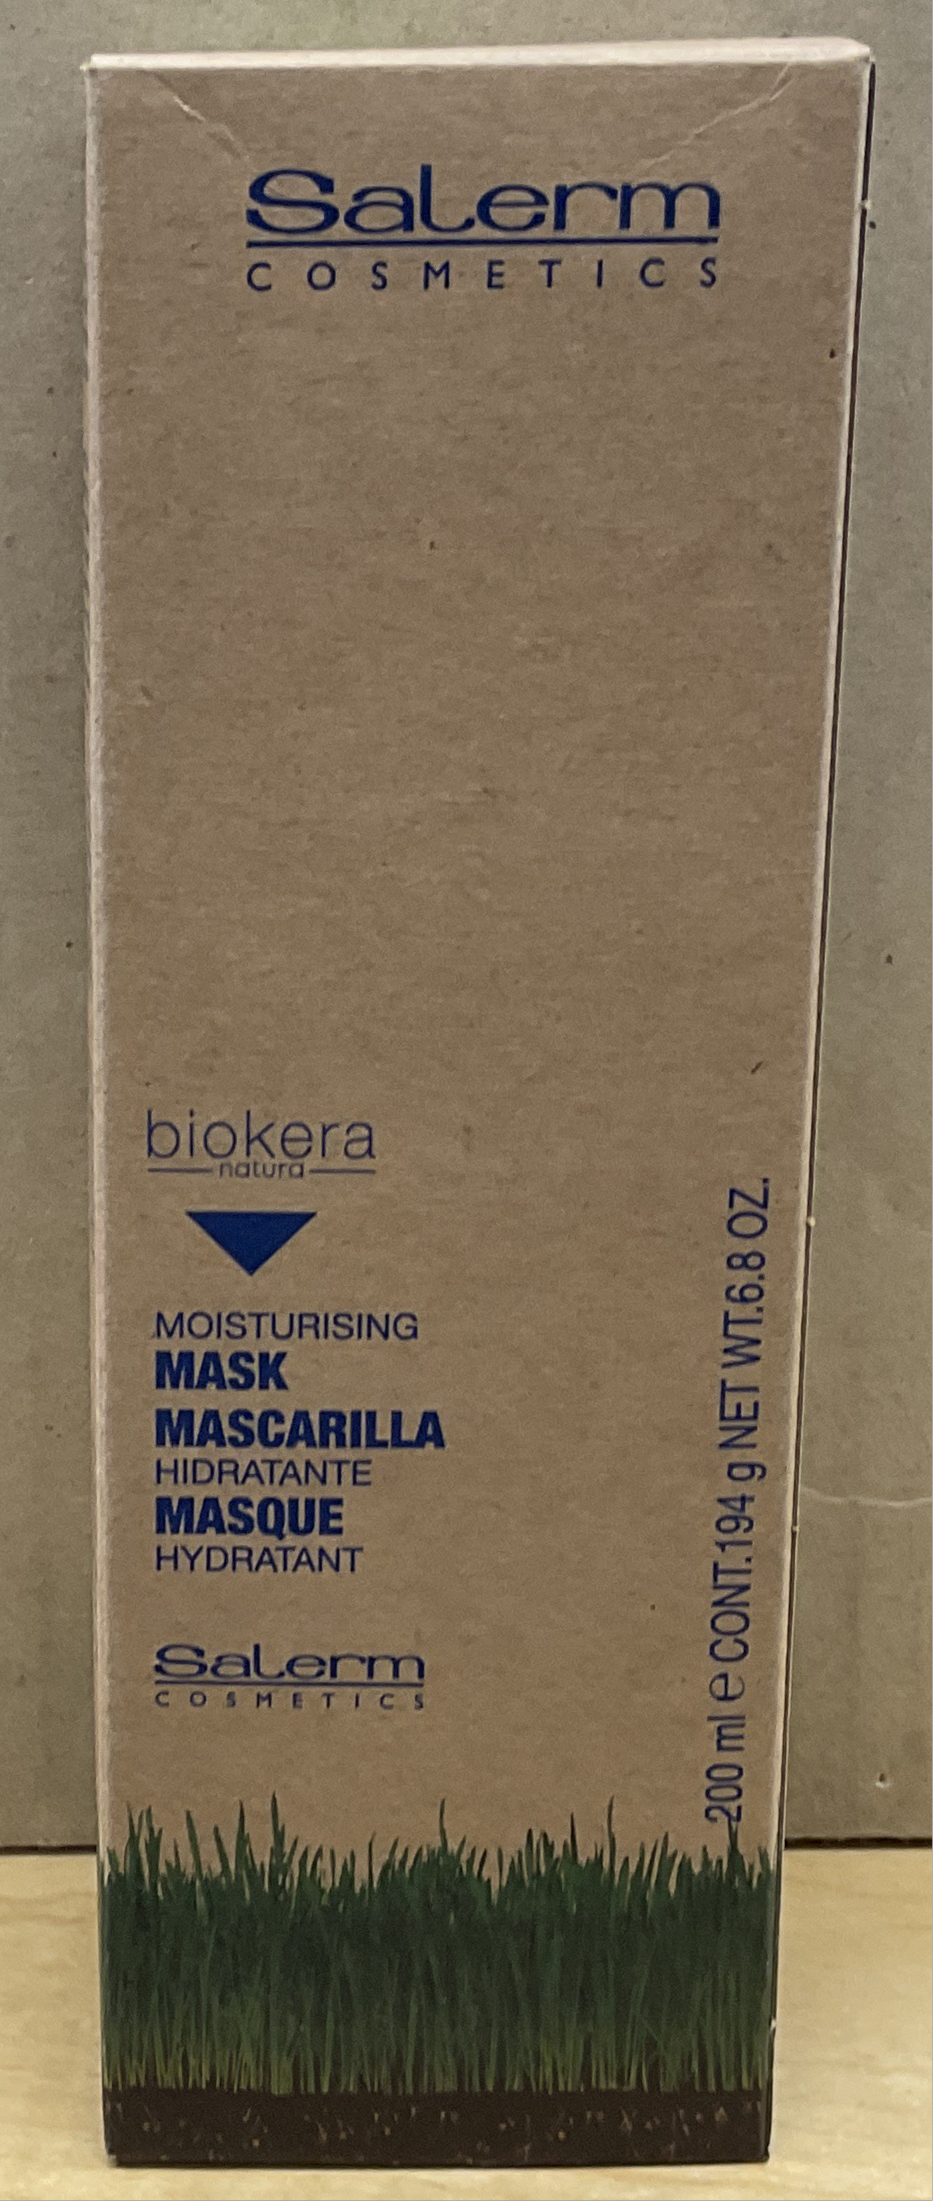 Salerm
COSMETICS
biokera
natura
MOISTURISING
MASK
MASCARILLA
HIDRATANTE
MASQUE
HYDRATANT
Salerm
COSMETICS
200 ml ℮ CONT.194 g NET WT.6.8 OZ.